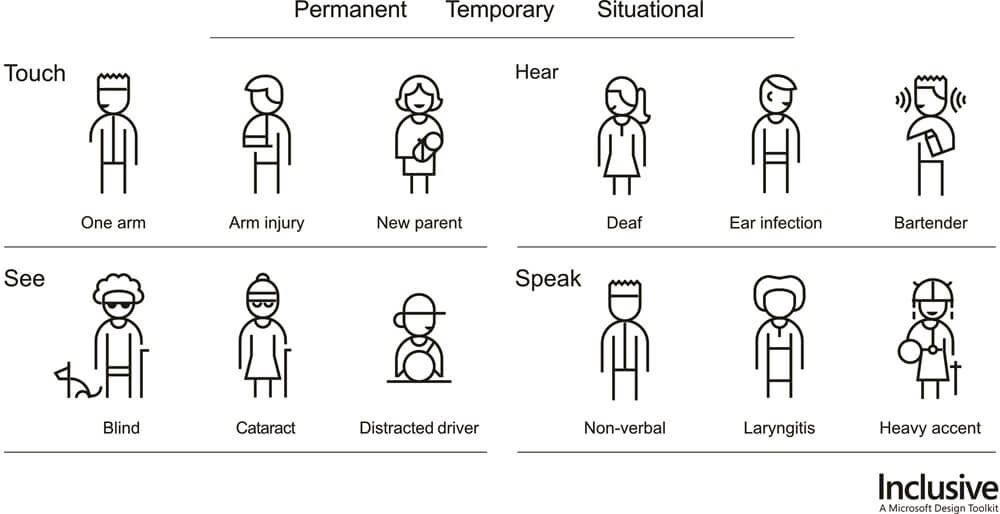 Permanent Temporary Situational
Touch
One arm Arm injury New parent
Hear
Deaf Ear infection Bartender
See
Blind Cataract Distracted driver
Speak
Non-verbal Laryngitis Heavy accent
Inclusive
A Microsoft Design Toolkit